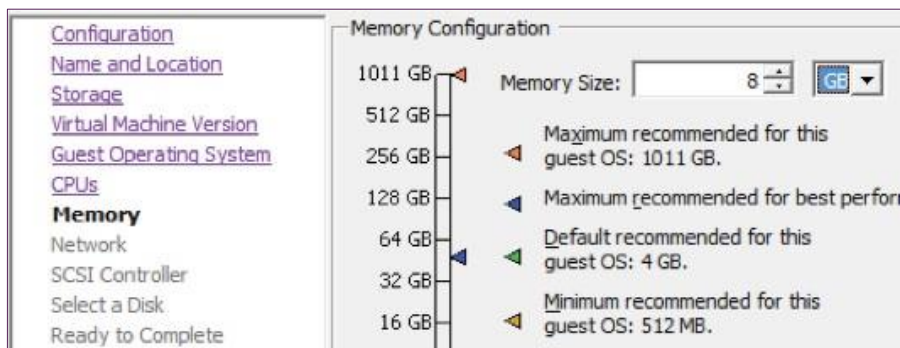 Configuration
Name and Location
Storage
Virtual Machine Version
Guest Operating System
CPUs
Memory
Network
SCSI Controller
Select a Disk
Ready to Complete
Memory Configuration
1011 GB
512 GB
256 GB
128 GB
64 GB
32 GB
16 GB
Memory Size: 8 GB
Maximum recommended for this
guest OS: 1011 GB.
Maximum recommended for best perfor
Default recommended for this
guest OS: 4 GB.
Minimum recommended for this
guest OS: 512 MB.